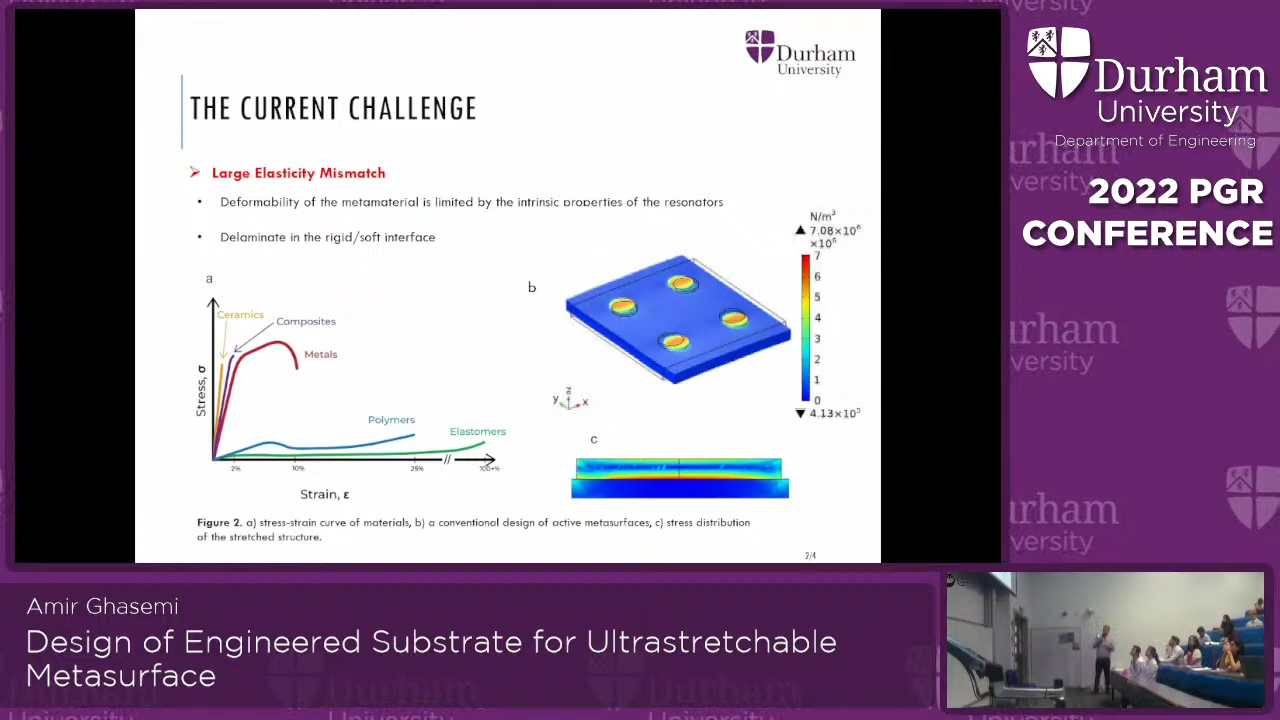 Durham
University
THE CURRENT CHALLENGE
Large Elasticity Mismatch
• Deformability of the metamaterial is limited by the intrinsic properties of the resonators
• Delaminate in the rigid/soft interface
a
Ceramics
Composites
Metals
Polymers
Elastomers
Stress, σ
2%
10%
25%
100+%
Strain, ε
b
N/m²
▲ 7.08×10⁶
×10⁶
7
6
5
4
3
2
1
0
▼ 4.13×10³
z
y
x
c
Figure 2. a) stress-strain curve of materials, b) a conventional design of active metasurfaces, c) stress distribution
of the stretched structure.
2/4
Durham
University
Department of Engineering
2022 PGR
CONFERENCE
Amir Ghasemi
Design of Engineered Substrate for Ultrastretchable
Metasurface